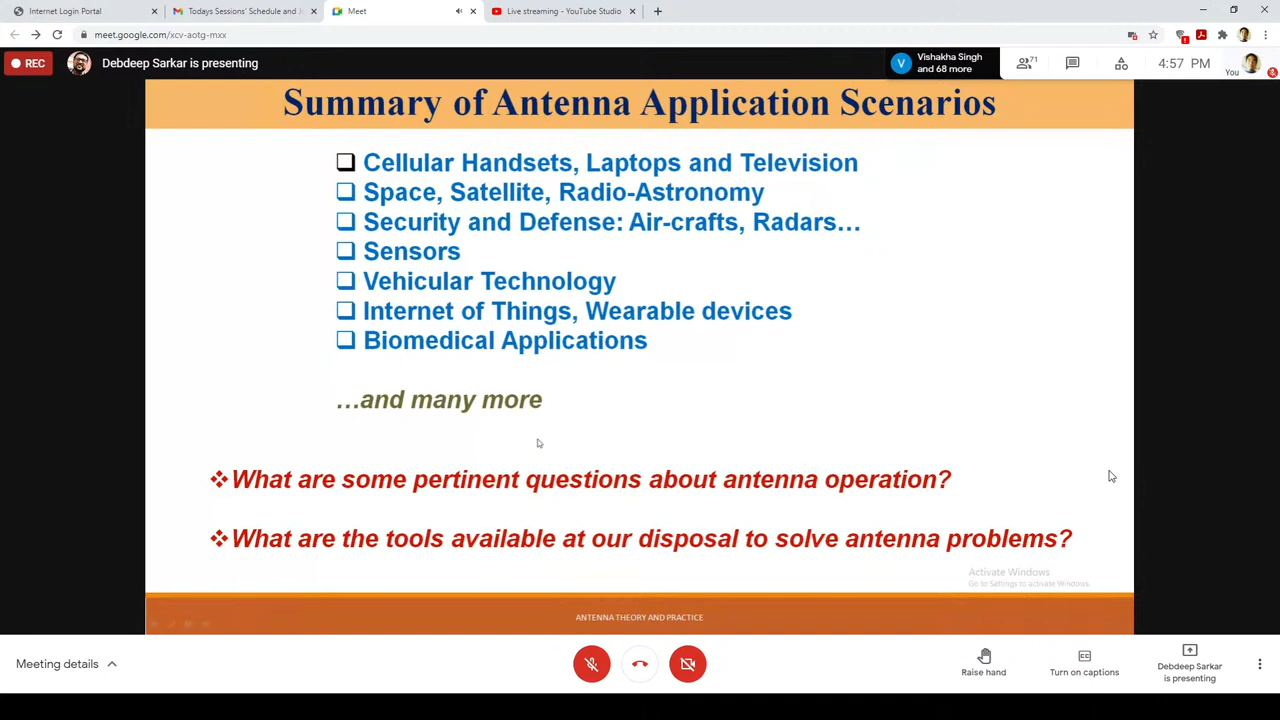 Internet Login Portal
Todays Sessions' Schedule and Jo
Meet
Live streaming - YouTube Studio
meet.google.com/xcv-aotg-mxx
REC
Debdeep Sarkar is presenting
V
Vishakha Singh
and 68 more
71
4:57 PM
You
Summary of Antenna Application Scenarios
Cellular Handsets, Laptops and Television
Space, Satellite, Radio-Astronomy
Security and Defense: Air-crafts, Radars…
Sensors
Vehicular Technology
Internet of Things, Wearable devices
Biomedical Applications
…and many more
What are some pertinent questions about antenna operation?
What are the tools available at our disposal to solve antenna problems?
Activate Windows
Go to Settings to activate Windows.
ANTENNA THEORY AND PRACTICE
Meeting details
Raise hand
Turn on captions
Debdeep Sarkar
is presenting